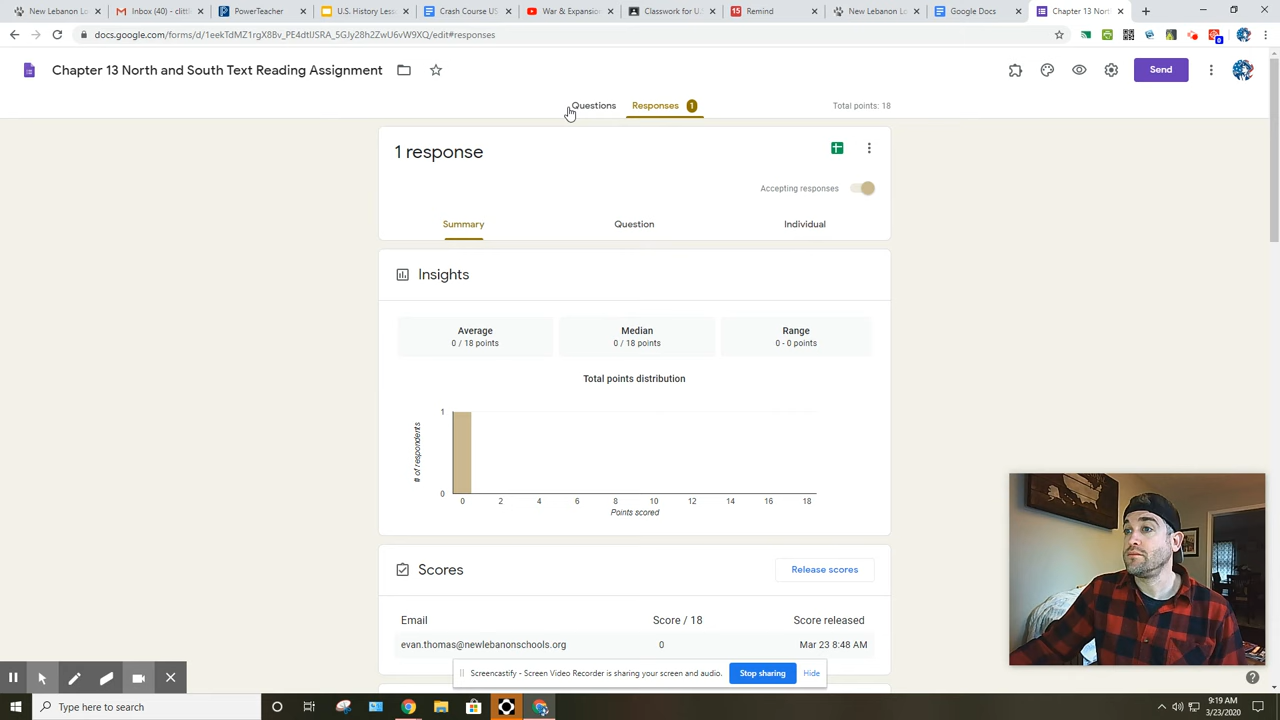 New Lebanon Lo
Inbox (40) - clittl
PowerTeacher
U.S. History Less
Crash Course US
War & Expansio
Classwork for U.S
Remind
New Lebanon Lo
Google Docs
Chapter 13 North
docs.google.com/forms/d/1eekTdMZ1rgX8Bv_PE4dtIJSRA_5GJy28h2ZwU6vW9XQ/edit#responses
Chapter 13 North and South Text Reading Assignment
Send
Questions
Responses 1
Total points: 18
1 response
Accepting responses
Summary
Question
Individual
Insights
Average
0 / 18 points
Median
0 / 18 points
Range
0 - 0 points
Total points distribution
# of respondents
1
0
0 2 4 6 8 10 12 14 16 18
Points scored
Scores
Release scores
Email
Score / 18
Score released
evan.thomas@newlebanonschools.org
0
Mar 23 8:48 AM
Screencastify - Screen Video Recorder is sharing your screen and audio.
Stop sharing
Hide
Type here to search
9:19 AM
3/23/2020